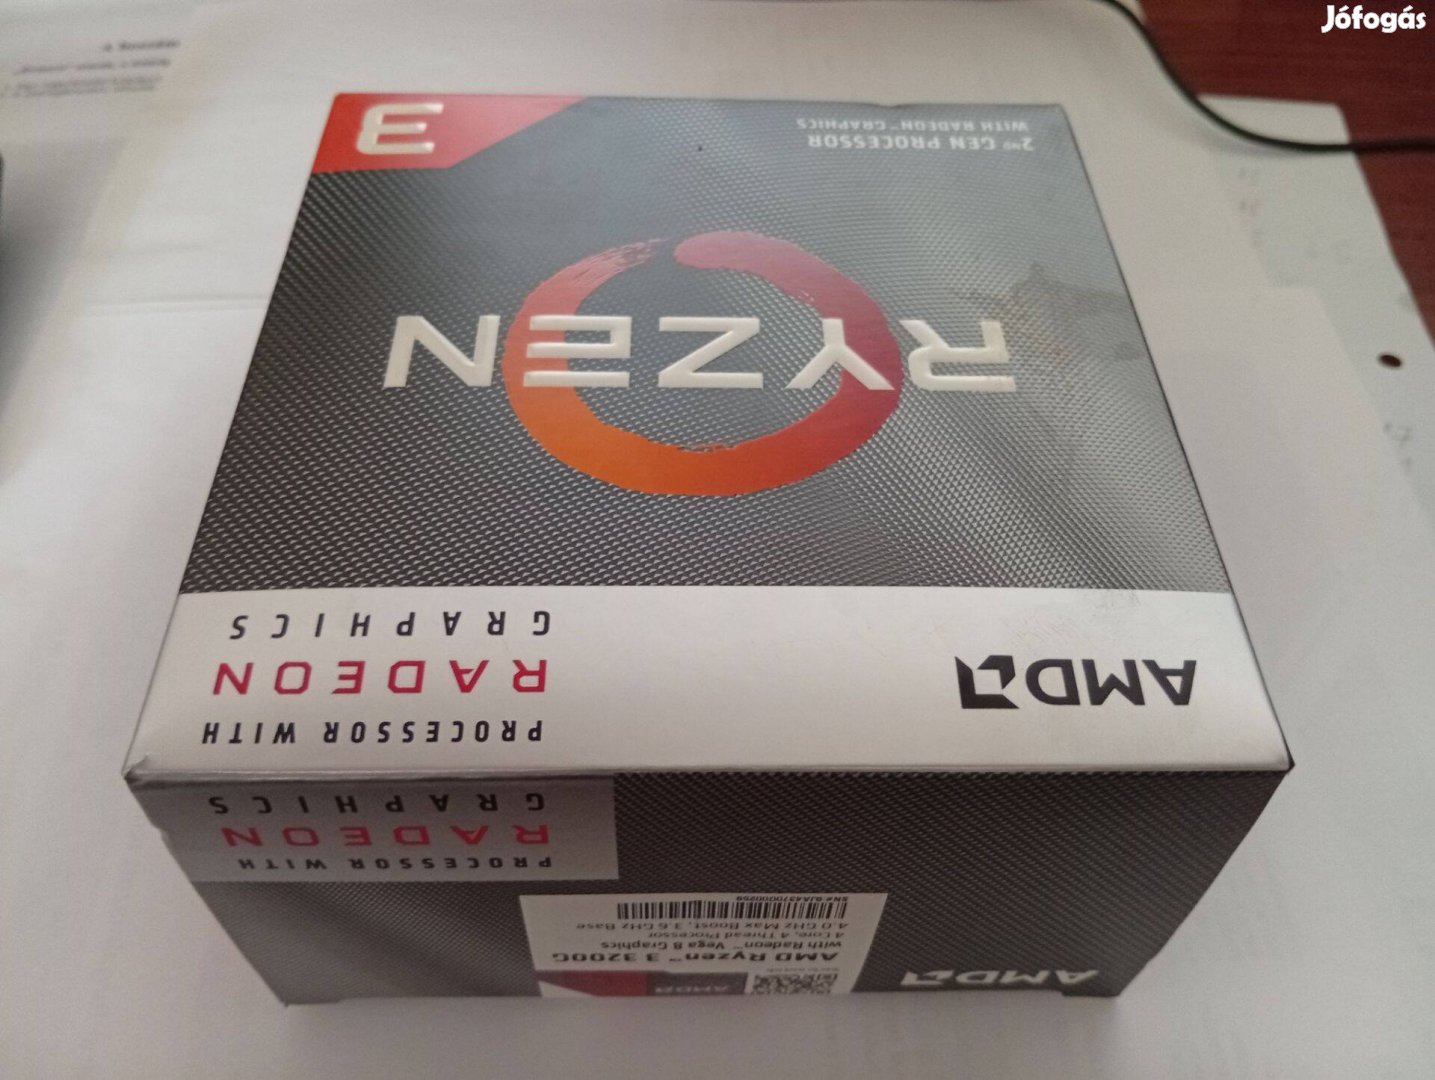 Jófogás
3
2ND GEN PROCESSOR
WITH RADEON™ GRAPHICS
RYZEN
AMD
PROCESSOR WITH
RADEON
GRAPHICS
PROCESSOR WITH
RADEON
GRAPHICS
AMD
AMD
AMD Ryzen™ 3 3200G
with Radeon™ Vega 8 Graphics
4 Core, 4 Thread Processor
4.0 GHz Max Boost, 3.6 GHz Base